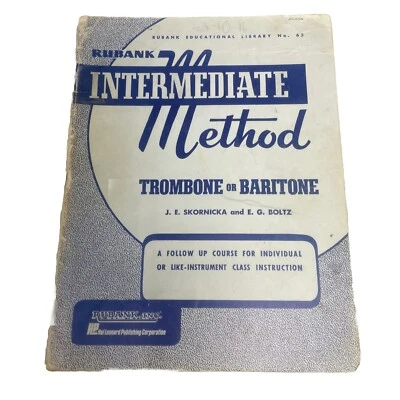 RUBANK EDUCATIONAL LIBRARY No. 65
RUBANK
INTERMEDIATE
Method
TROMBONE OR BARITONE
J. E. SKORNICKA and E. G. BOLTZ
A FOLLOW UP COURSE FOR INDIVIDUAL
OR LIKE-INSTRUMENT CLASS INSTRUCTION
RUBANK, INC.
Hal Leonard Publishing Corporation